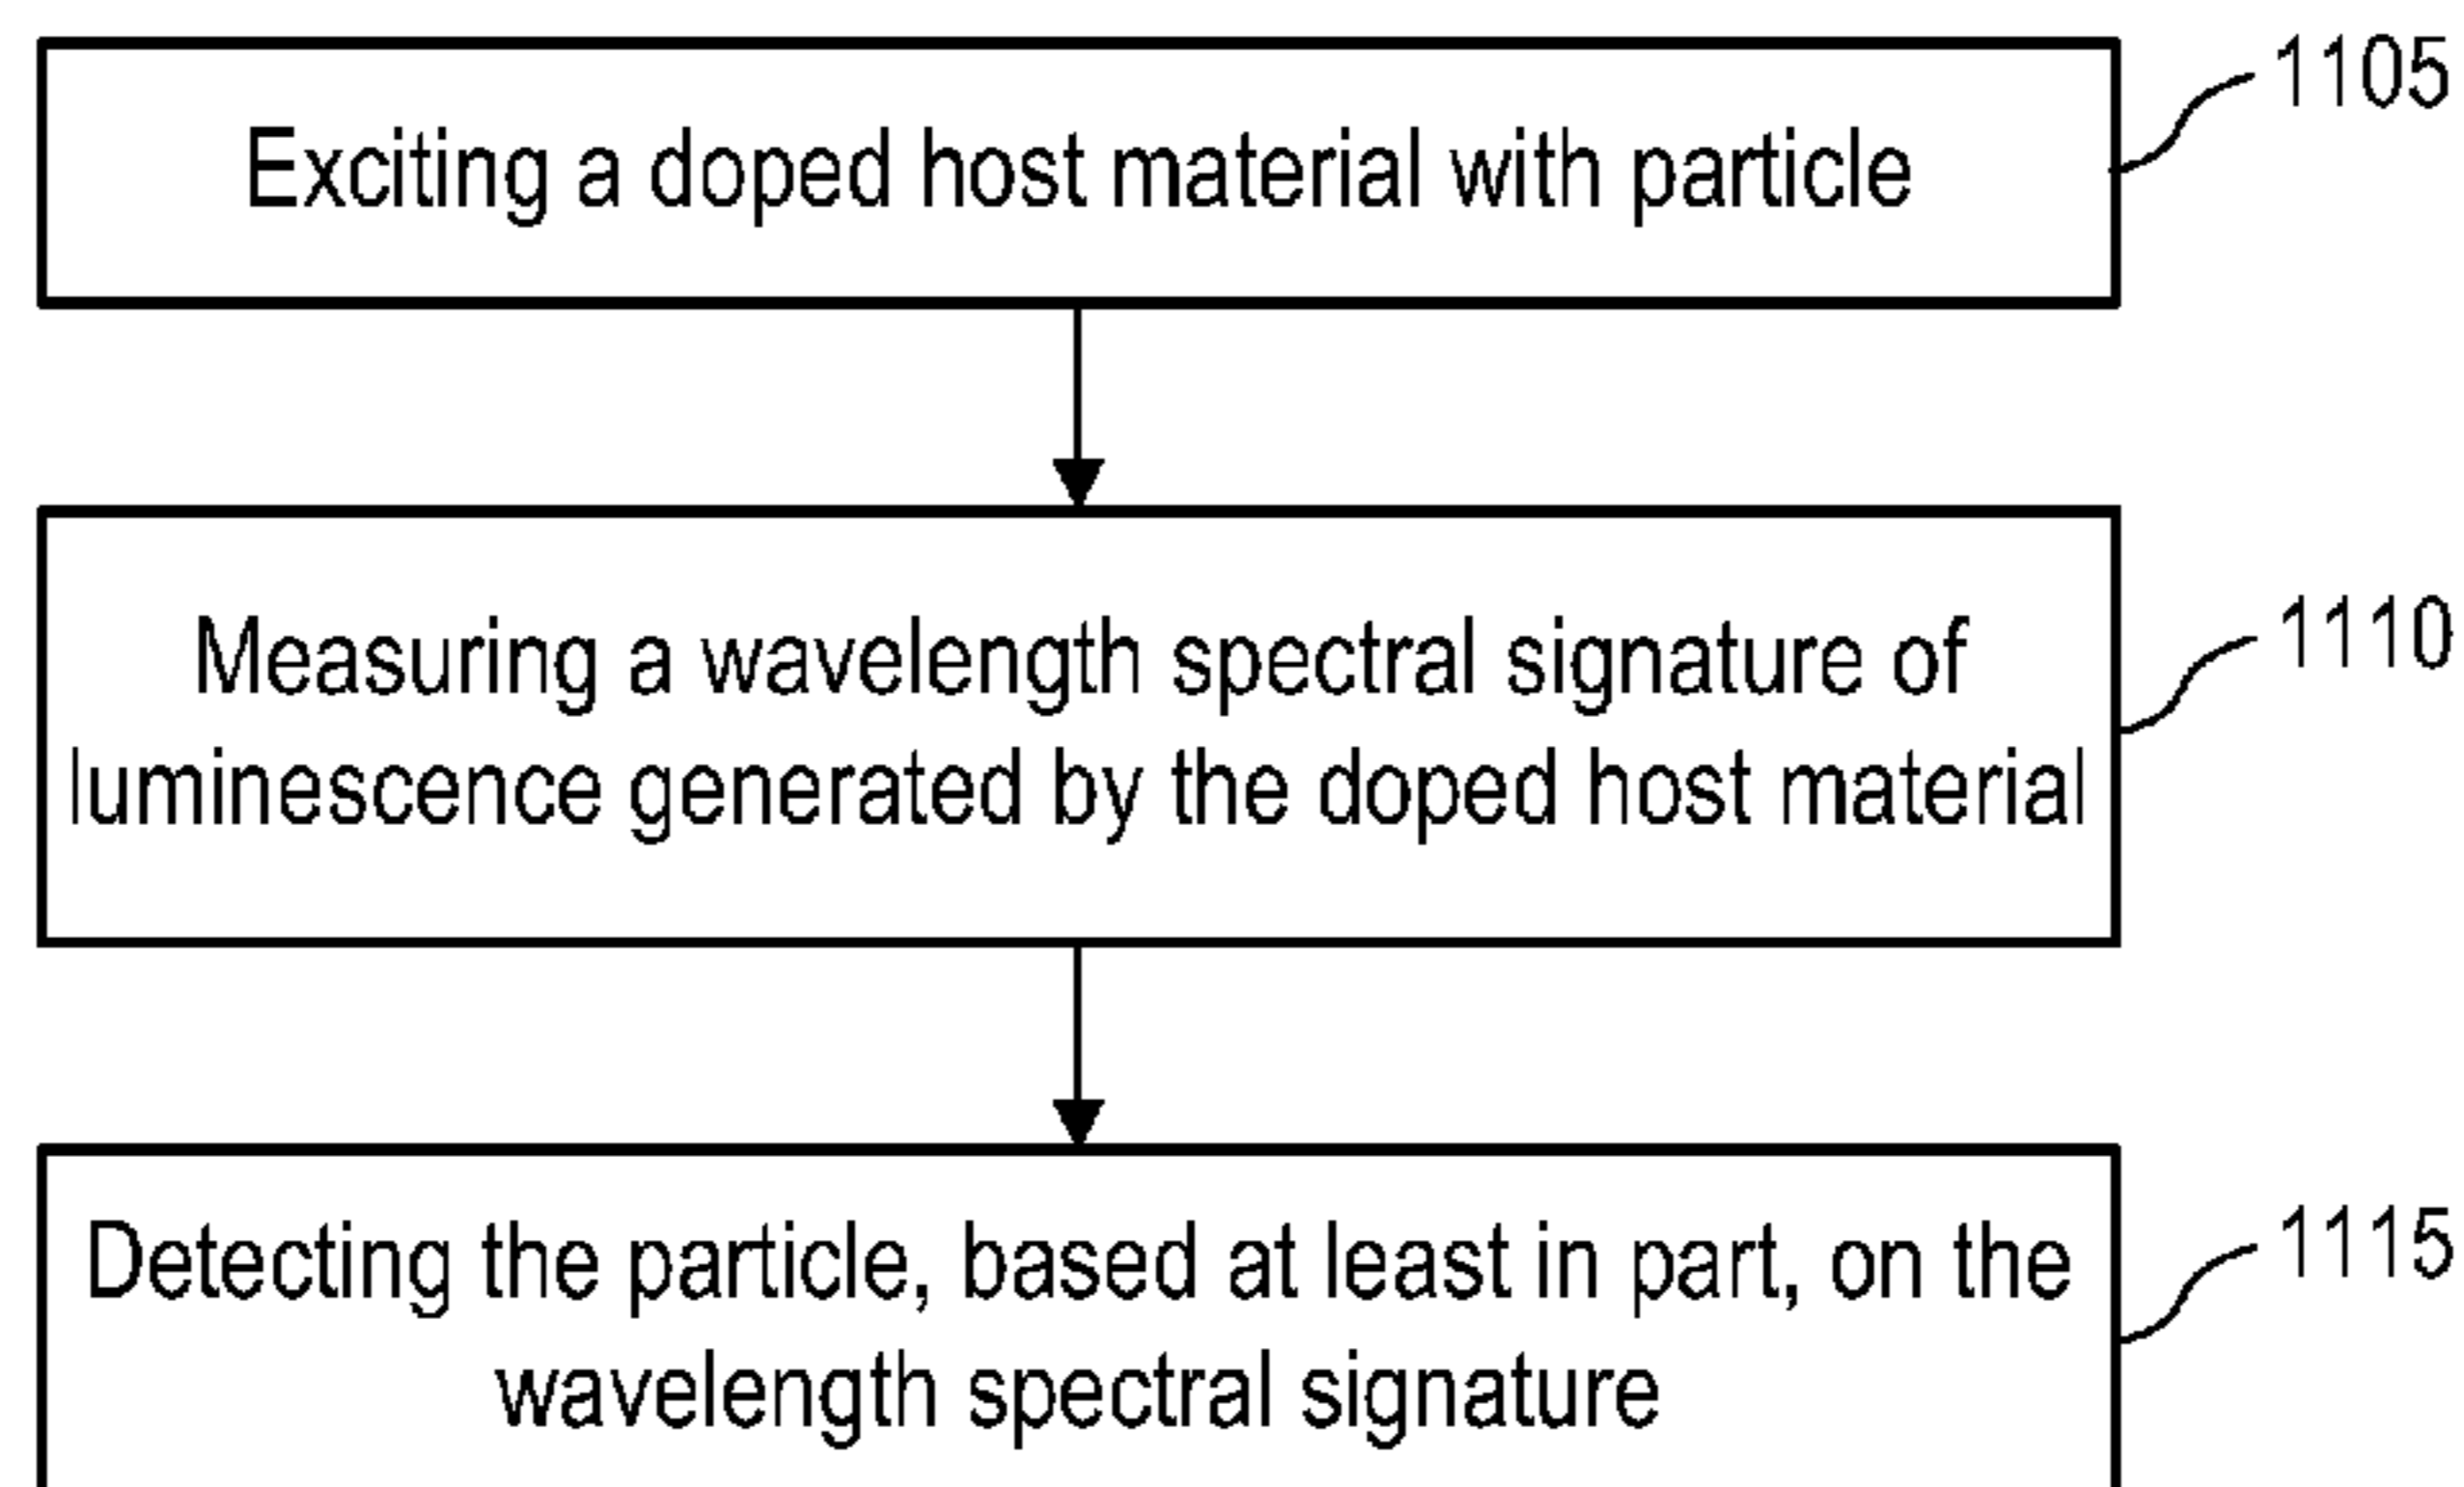 Exciting a doped host material with particle
1105
Measuring a wavelength spectral signature of
luminescence generated by the doped host material
1110
Detecting the particle, based at least in part, on the
wavelength spectral signature
1115